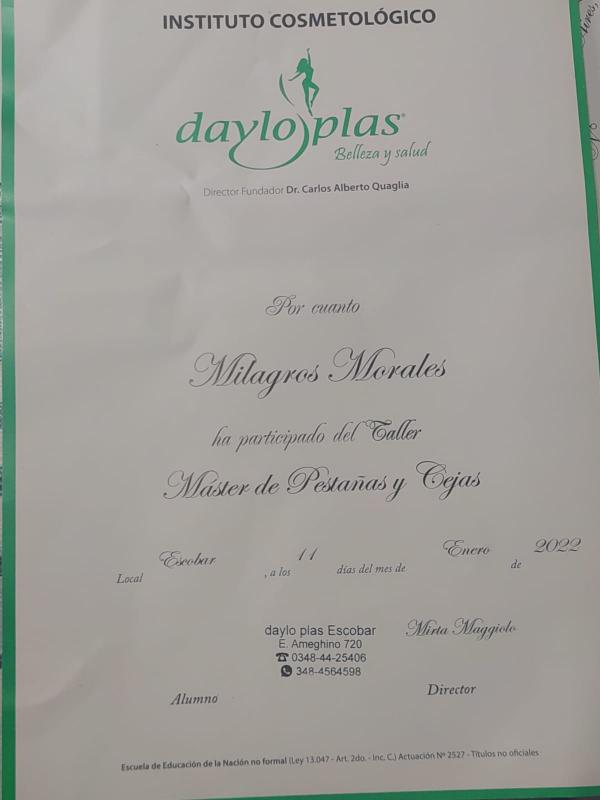 INSTITUTO COSMETOLÓGICO
daylo plas®
Belleza y salud
Director Fundador Dr. Carlos Alberto Quaglia
Por cuanto
Milagros Morales
ha participado del Taller
Máster de Pestañas y Cejas
Local Escobar, a los 11 días del mes de Enero de 2022
daylo plas Escobar
E. Ameghino 720
☎ 0348-44-25406
348-4564598
Mirta Maggiolo
Alumno
Director
Escuela de Educación de la Nación no formal (Ley 13.047 - Art. 2do. - Inc. C.) Actuación Nº 2527 - Títulos no oficiales